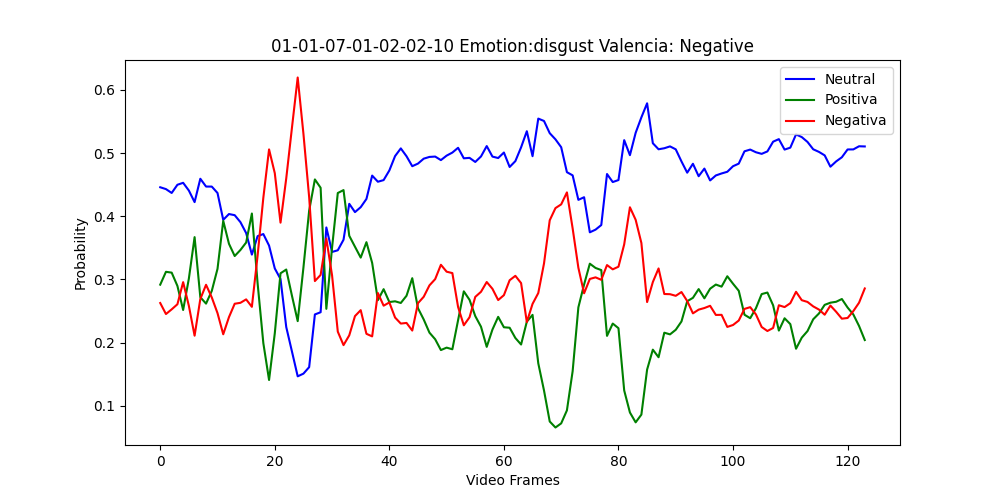 01-01-07-01-02-02-10 Emotion:disgust Valencia: Negative
Neutral
Positiva
Negativa
Probability
0.6
0.5
0.4
0.3
0.2
0.1
0 20 40 60 80 100 120
Video Frames